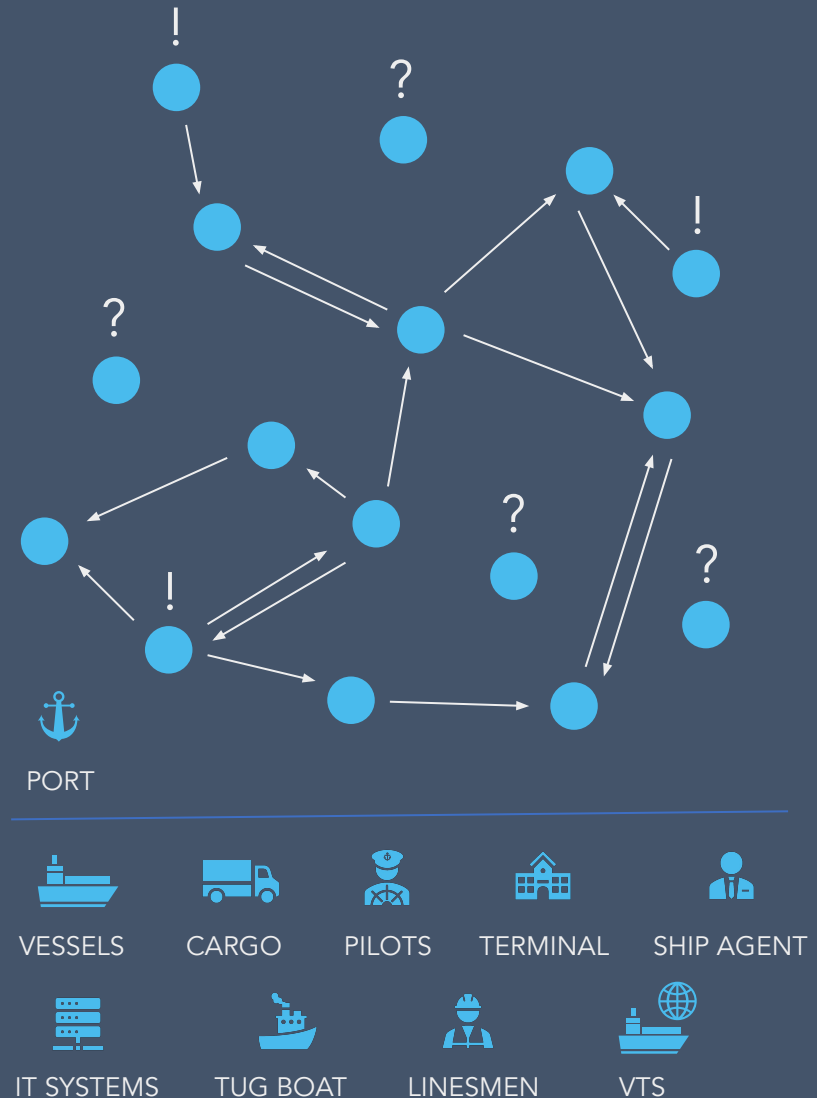 !
?
!
?
?
?
!
PORT
VESSELS CARGO PILOTS TERMINAL SHIP AGENT
IT SYSTEMS TUG BOAT LINESMEN VTS